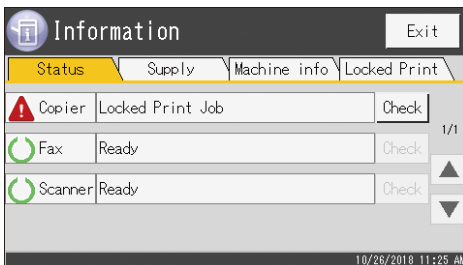 Information Exit
Status Supply Machine info Locked Print
Copier Locked Print Job Check
1/1
Fax Ready Check
Scanner Ready Check
10/26/2018 11:25 AM